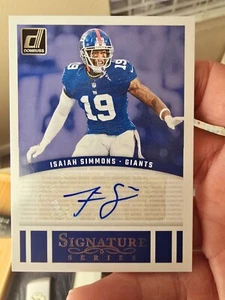 DONRUSS
19
ISAIAH SIMMONS · GIANTS
SIGNATURE
SERIES